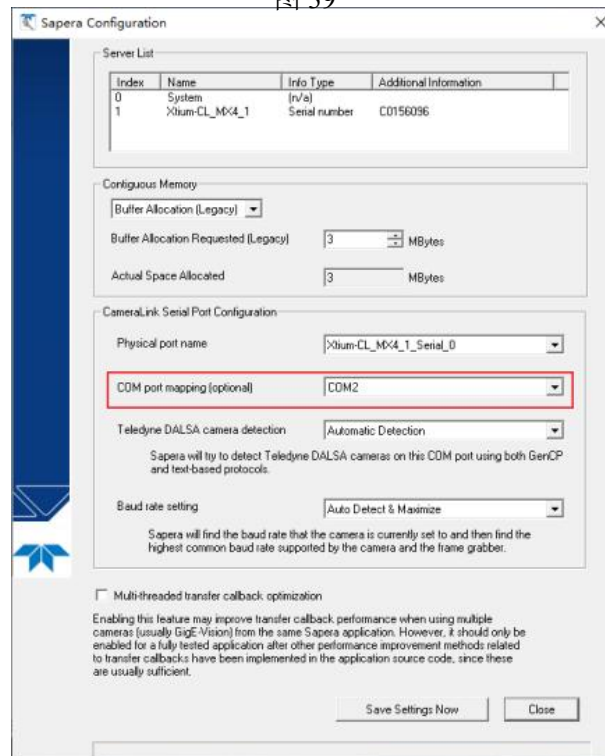 图 39
Sapera Configuration
Server List
Index Name Info Type Additional Information
0 System (n/a)
1 Xtium-CL_MX4_1 Serial number C0156096
Contiguous Memory
Buffer Allocation (Legacy)
Buffer Allocation Requested (Legacy) 3 MBytes
Actual Space Allocated 3 MBytes
CameraLink Serial Port Configuration
Physical port name Xtium-CL_MX4_1_Serial_0
COM port mapping (optional) COM2
Teledyne DALSA camera detection Automatic Detection
Sapera will try to detect Teledyne DALSA cameras on this COM port using both GenCP
and text-based protocols.
Baud rate setting Auto Detect & Maximize
Sapera will find the baud rate that the camera is currently set to and then find the
highest common baud rate supported by the camera and the frame grabber.
Multi-threaded transfer callback optimization
Enabling this feature may improve transfer callback performance when using multiple
cameras (usually GigE-Vision) from the same Sapera application. However, it should only be
enabled for a fully tested application after other performance improvement methods related
to transfer callbacks have been implemented in the application source code, since these
are usually sufficient.
Save Settings Now Close